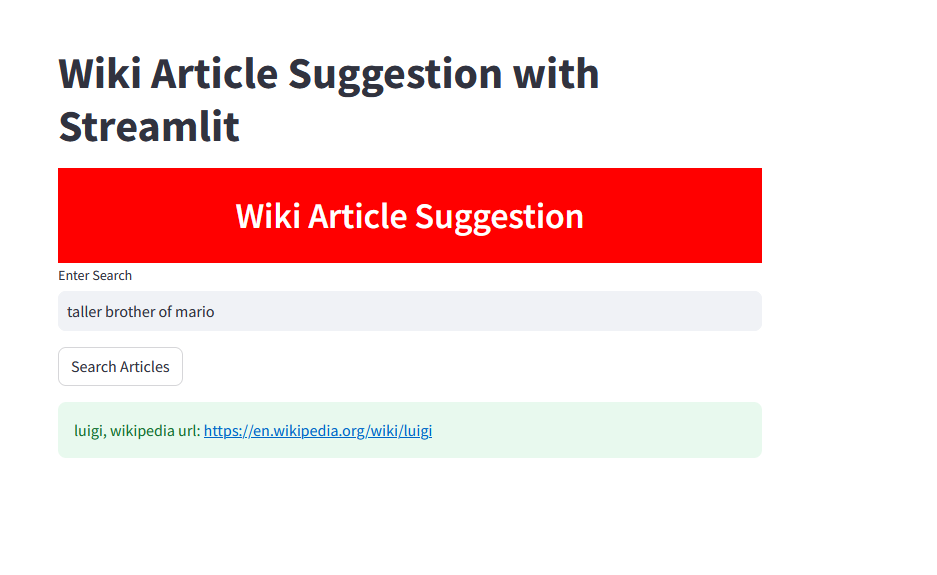 Wiki Article Suggestion with
Streamlit
Wiki Article Suggestion
Enter Search
taller brother of mario
Search Articles
luigi, wikipedia url: https://en.wikipedia.org/wiki/luigi